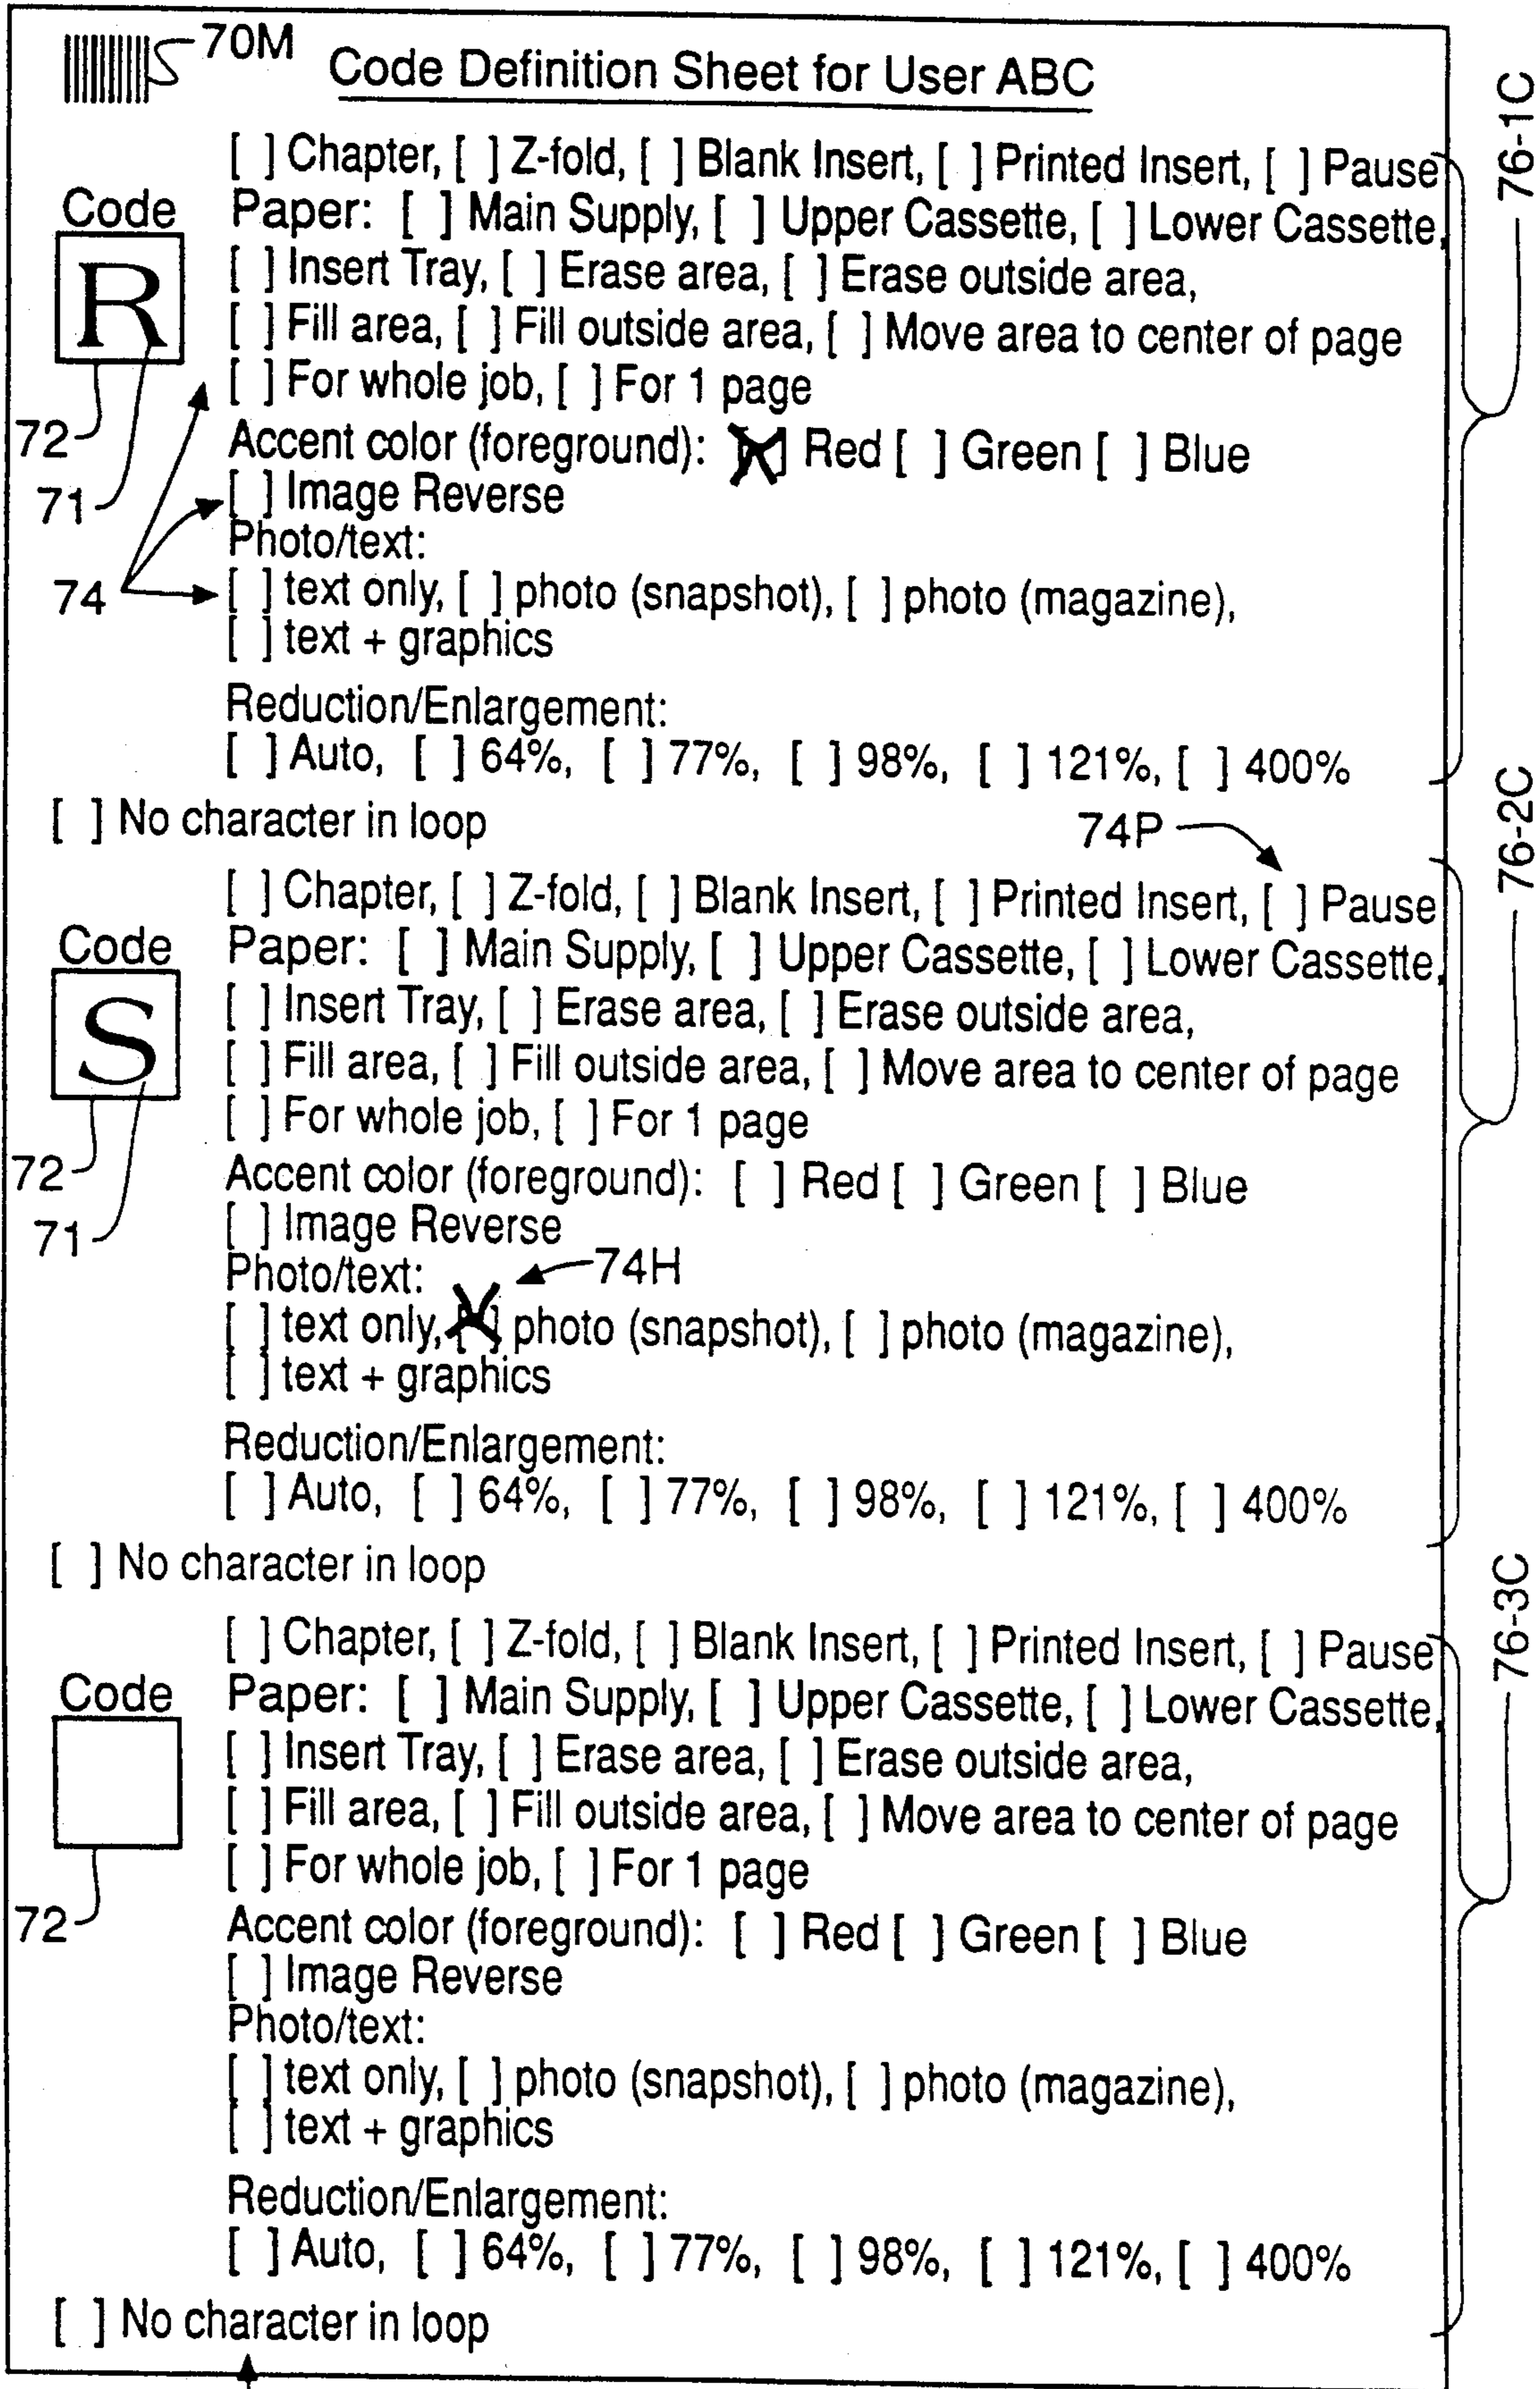 70M Code Definition Sheet for User ABC
[ ] Chapter, [ ] Z-fold, [ ] Blank Insert, [ ] Printed Insert, [ ] Pause
Code Paper: [ ] Main Supply, [ ] Upper Cassette, [ ] Lower Cassette,
R [ ] Insert Tray, [ ] Erase area, [ ] Erase outside area,
[ ] Fill area, [ ] Fill outside area, [ ] Move area to center of page
[ ] For whole job, [ ] For 1 page
72 Accent color (foreground): [X] Red [ ] Green [ ] Blue
71 [ ] Image Reverse
Photo/text:
74 [ ] text only, [ ] photo (snapshot), [ ] photo (magazine),
[ ] text + graphics
Reduction/Enlargement:
[ ] Auto, [ ] 64%, [ ] 77%, [ ] 98%, [ ] 121%, [ ] 400%
76-1C
[ ] No character in loop 74P
[ ] Chapter, [ ] Z-fold, [ ] Blank Insert, [ ] Printed Insert, [ ] Pause
Code Paper: [ ] Main Supply, [ ] Upper Cassette, [ ] Lower Cassette,
S [ ] Insert Tray, [ ] Erase area, [ ] Erase outside area,
[ ] Fill area, [ ] Fill outside area, [ ] Move area to center of page
[ ] For whole job, [ ] For 1 page
72 Accent color (foreground): [ ] Red [ ] Green [ ] Blue
71 [ ] Image Reverse
Photo/text: 74H
[ ] text only, [X] photo (snapshot), [ ] photo (magazine),
[ ] text + graphics
Reduction/Enlargement:
[ ] Auto, [ ] 64%, [ ] 77%, [ ] 98%, [ ] 121%, [ ] 400%
76-2C
[ ] No character in loop
[ ] Chapter, [ ] Z-fold, [ ] Blank Insert, [ ] Printed Insert, [ ] Pause
Code Paper: [ ] Main Supply, [ ] Upper Cassette, [ ] Lower Cassette,
[ ] Insert Tray, [ ] Erase area, [ ] Erase outside area,
[ ] Fill area, [ ] Fill outside area, [ ] Move area to center of page
[ ] For whole job, [ ] For 1 page
72 Accent color (foreground): [ ] Red [ ] Green [ ] Blue
[ ] Image Reverse
Photo/text:
[ ] text only, [ ] photo (snapshot), [ ] photo (magazine),
[ ] text + graphics
Reduction/Enlargement:
[ ] Auto, [ ] 64%, [ ] 77%, [ ] 98%, [ ] 121%, [ ] 400%
76-3C
[ ] No character in loop